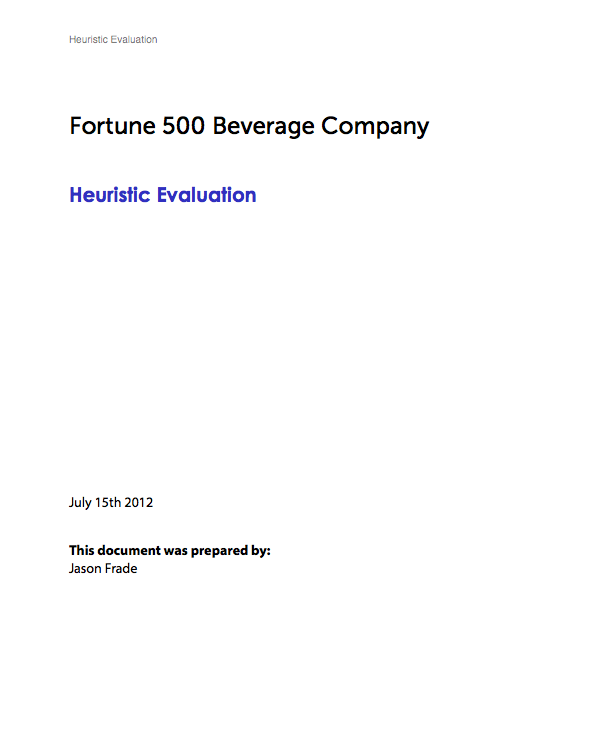 Heuristic Evaluation
Fortune 500 Beverage Company
Heuristic Evaluation
July 15th 2012
This document was prepared by:
Jason Frade